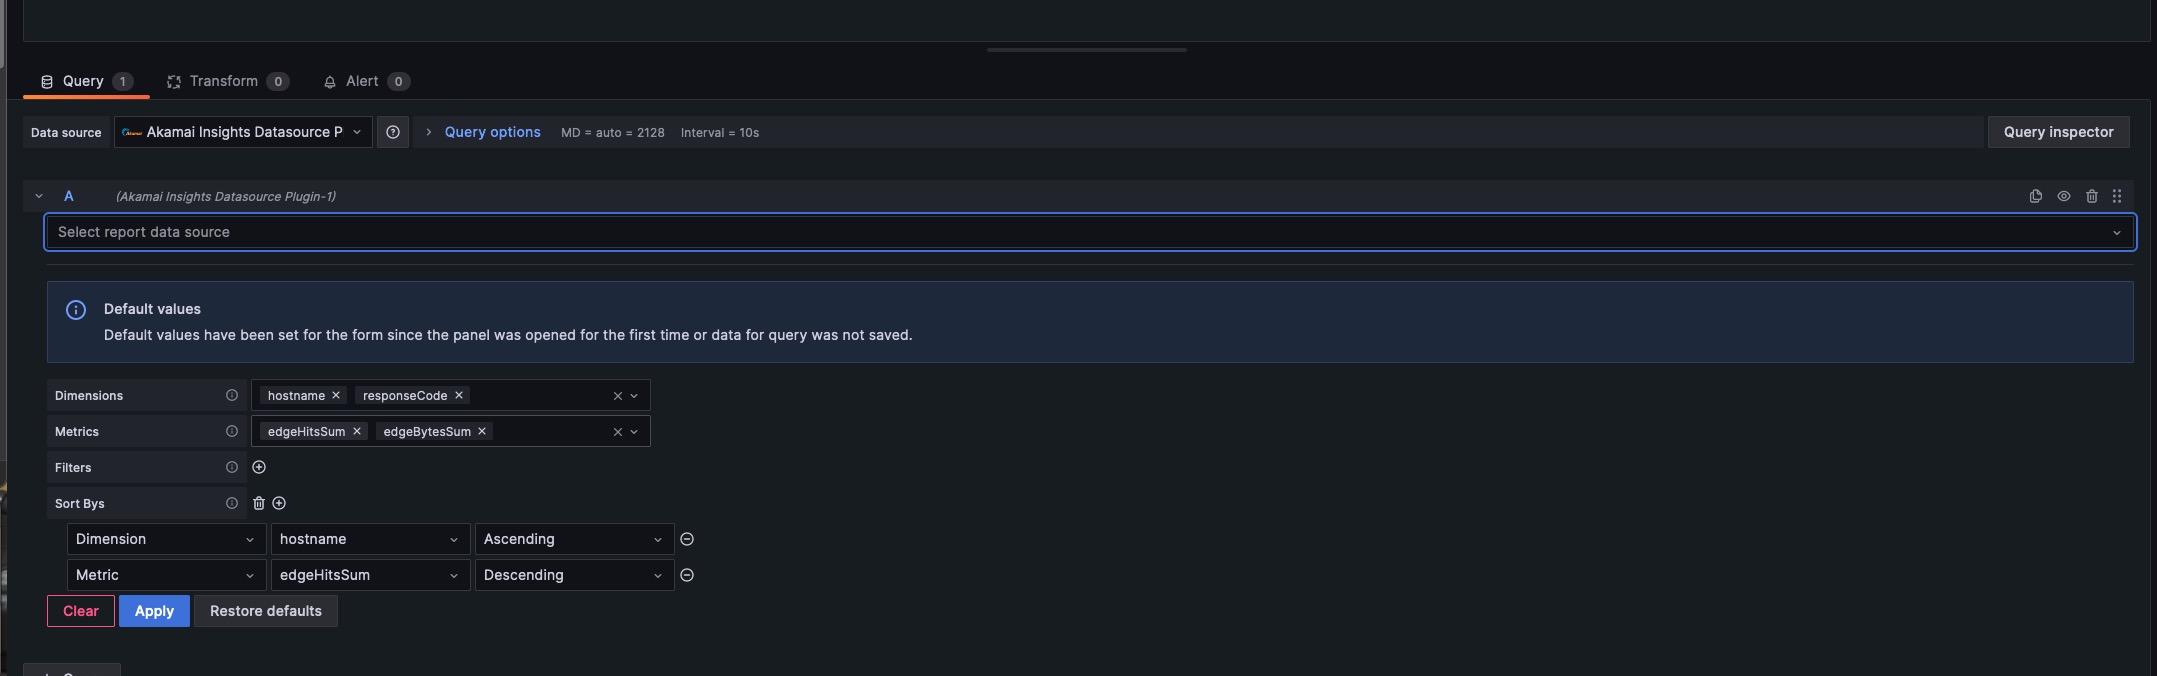 Query 1 Transform 0 Alert 0
Data source Akamai Insights Datasource P Query options MD = auto = 2128 Interval = 10s Query inspector
A (Akamai Insights Datasource Plugin-1)
Select report data source
Default values
Default values have been set for the form since the panel was opened for the first time or data for query was not saved.
Dimensions hostname responseCode
Metrics edgeHitsSum edgeBytesSum
Filters
Sort Bys
Dimension hostname Ascending
Metric edgeHitsSum Descending
Clear Apply Restore defaults